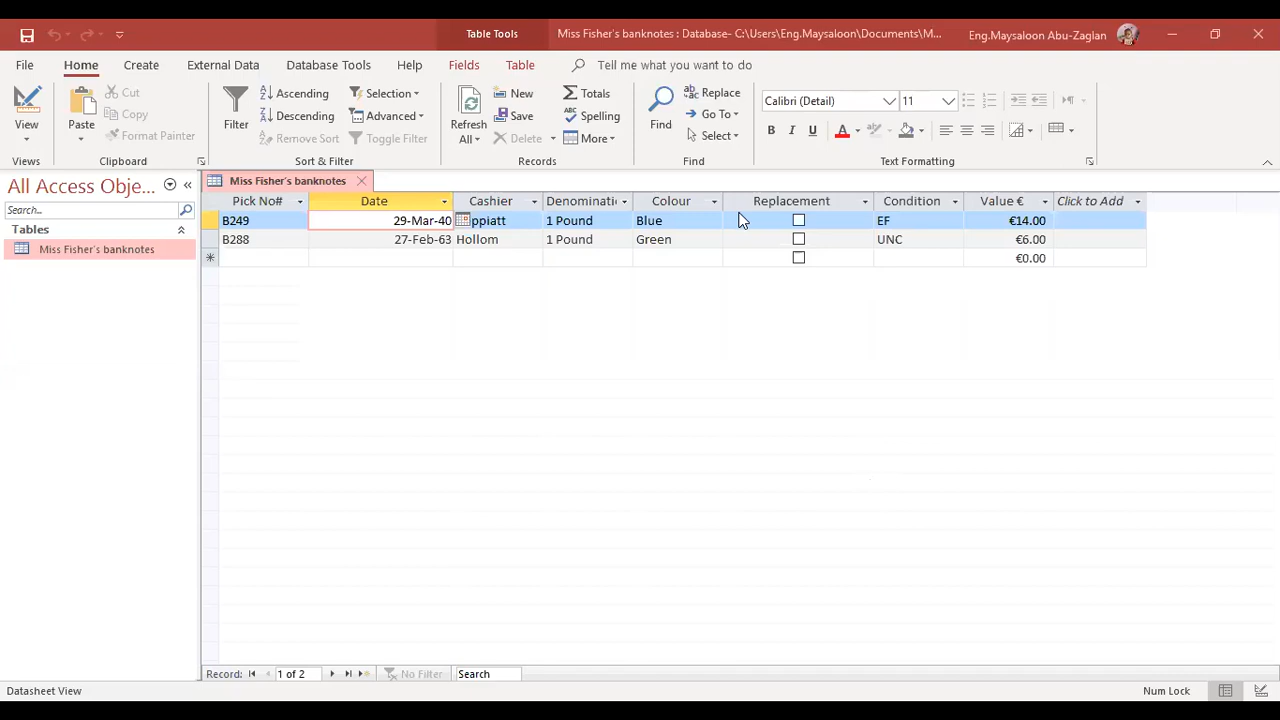 Table Tools
Miss Fisher's banknotes : Database- C:\Users\Eng.Maysaloon\Documents\M...
Eng.Maysaloon Abu-Zaglan
File Home Create External Data Database Tools Help Fields Table Tell me what you want to do
View
Views
Paste
Cut
Copy
Format Painter
Clipboard
Filter
Ascending
Descending
Remove Sort
Selection
Advanced
Toggle Filter
Sort & Filter
Refresh
All
New
Save
Delete
Totals
Spelling
More
Records
Find
Replace
Go To
Select
Find
Calibri (Detail) 11
B I U A
Text Formatting
All Access Obje...
Search...
Tables
Miss Fisher's banknotes
Miss Fisher's banknotes
Pick No# Date Cashier Denominati Colour Replacement Condition Value € Click to Add
B249 29-Mar-40 ppiatt 1 Pound Blue EF €14.00
B288 27-Feb-63 Hollom 1 Pound Green UNC €6.00
* €0.00
Record: 1 of 2 No Filter Search
Datasheet View
Num Lock